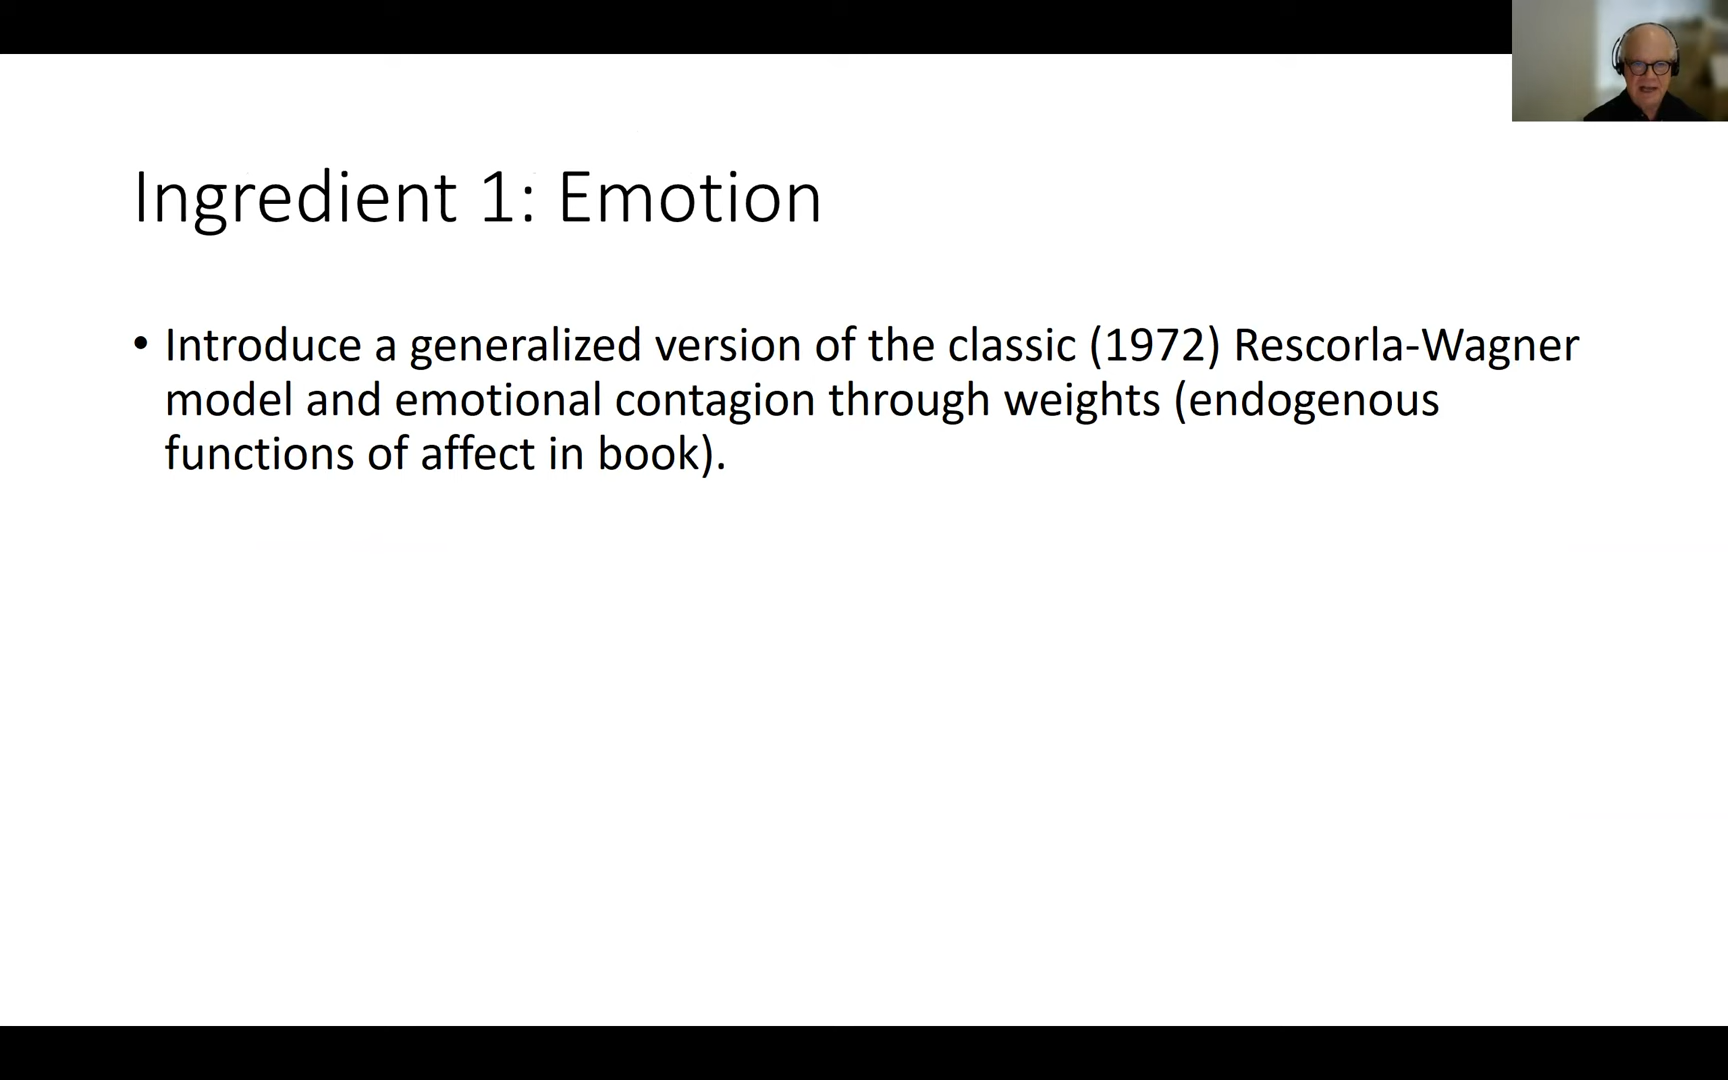 Ingredient 1: Emotion
• Introduce a generalized version of the classic (1972) Rescorla-Wagner
model and emotional contagion through weights (endogenous
functions of affect in book).